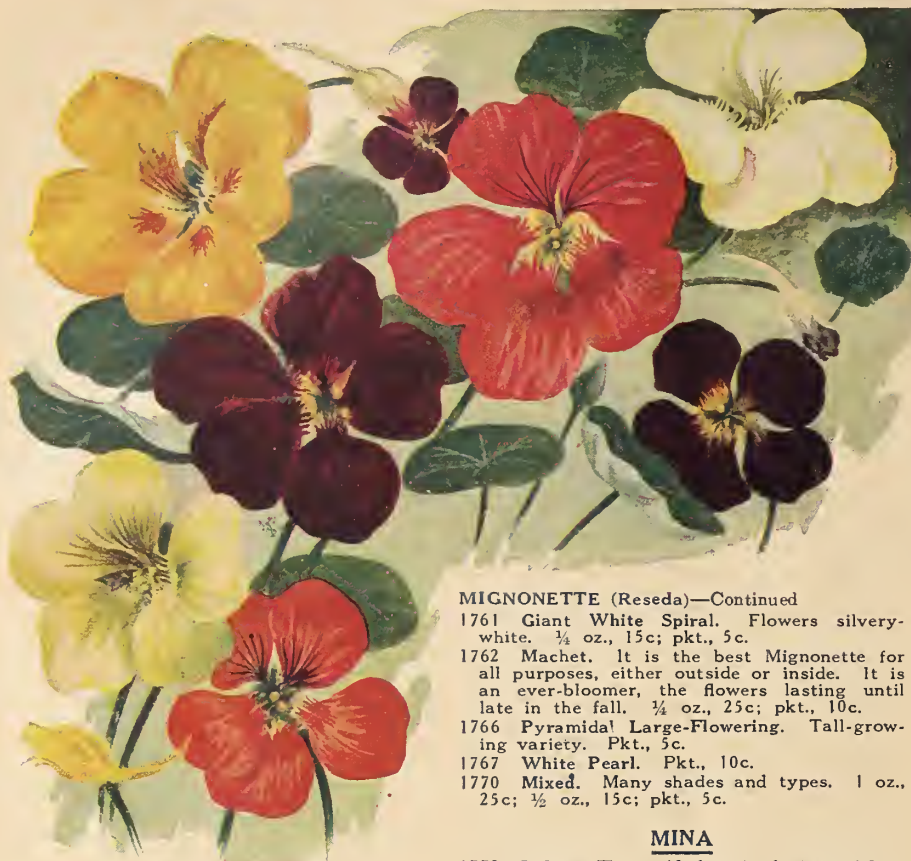 MIGNONETTE (Reseda)—Continued
1761 Giant White Spiral. Flowers silvery-
white. ¼ oz., 15c; pkt., 5c.
1762 Machet. It is the best Mignonette for
all purposes, either outside or inside. It is
an ever-bloomer, the flowers lasting until
late in the fall. ¼ oz., 25c; pkt., 10c.
1766 Pyramidal Large-Flowering. Tall-grow-
ing variety. Pkt., 5c.
1767 White Pearl. Pkt., 10c.
1770 Mixed. Many shades and types. 1 oz.,
25c; ½ oz., 15c; pkt., 5c.
MINA